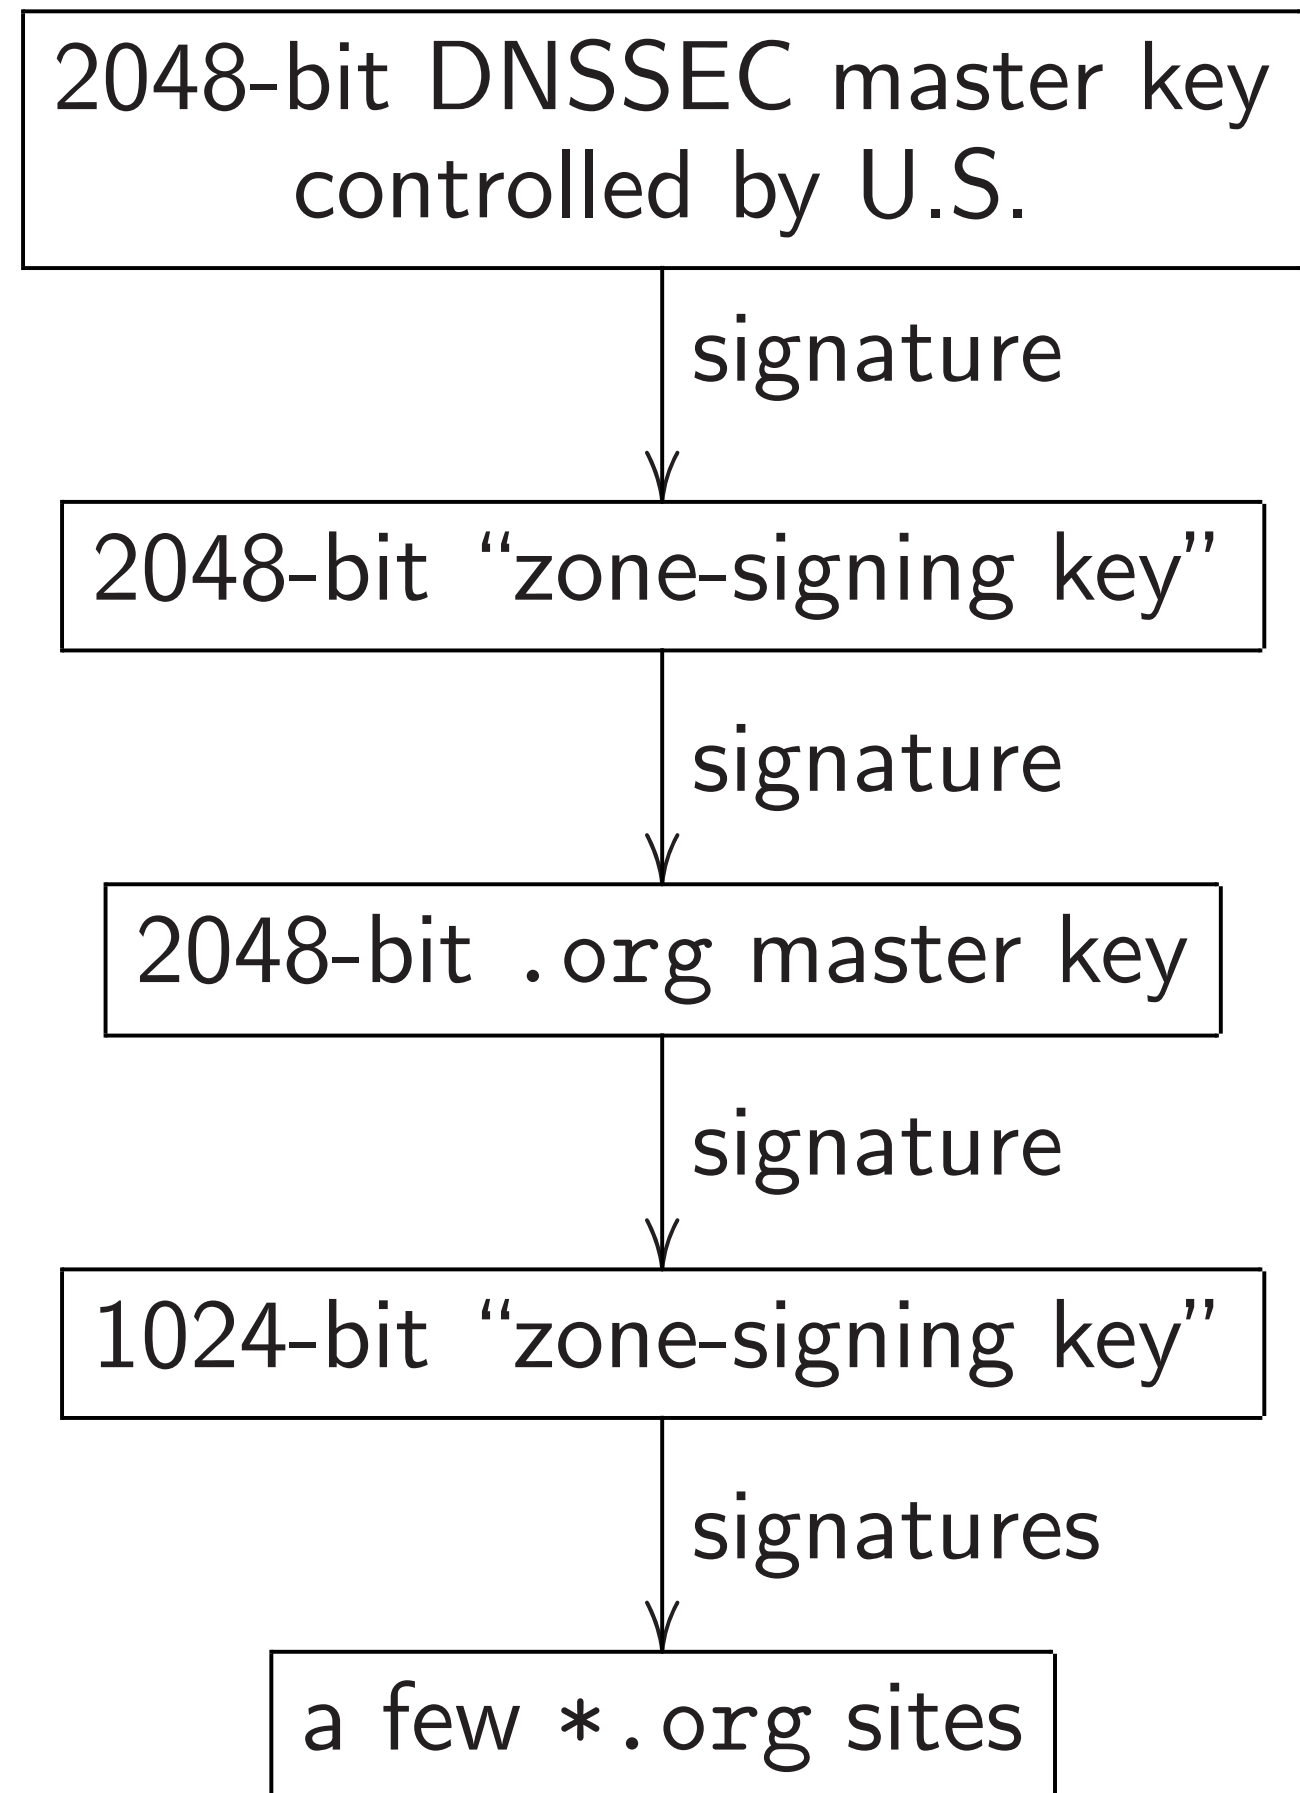 2048-bit DNSSEC master key
controlled by U.S.
signature
2048-bit “zone-signing key”
signature
2048-bit .org master key
signature
1024-bit “zone-signing key”
signatures
a few *.org sites